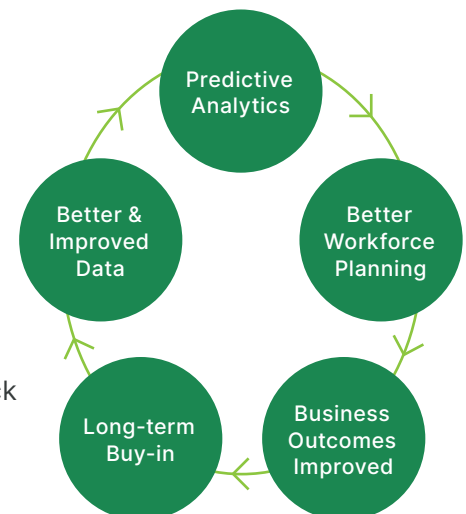 Predictive
Analytics
Better
Workforce
Planning
Business
Outcomes
Improved
Long-term
Buy-in
Better &
Improved
Data